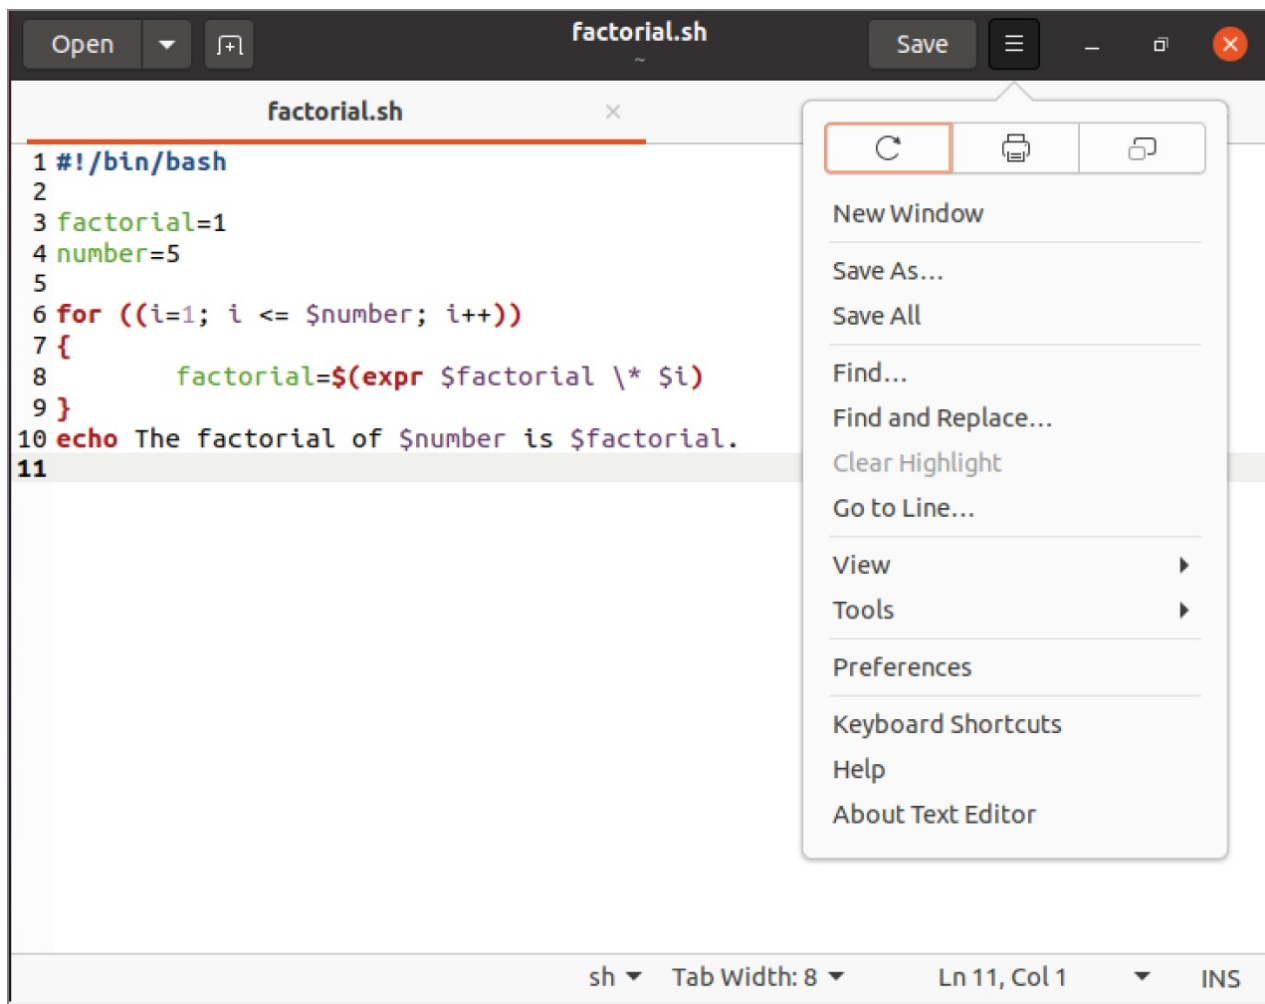 Open
factorial.sh
~
Save
factorial.sh
1 #!/bin/bash
2
3 factorial=1
4 number=5
5
6 for ((i=1; i <= $number; i++))
7 {
8         factorial=$(expr $factorial \* $i)
9 }
10 echo The factorial of $number is $factorial.
11
New Window
Save As...
Save All
Find...
Find and Replace...
Clear Highlight
Go to Line...
View
Tools
Preferences
Keyboard Shortcuts
Help
About Text Editor
sh Tab Width: 8 Ln 11, Col 1 INS